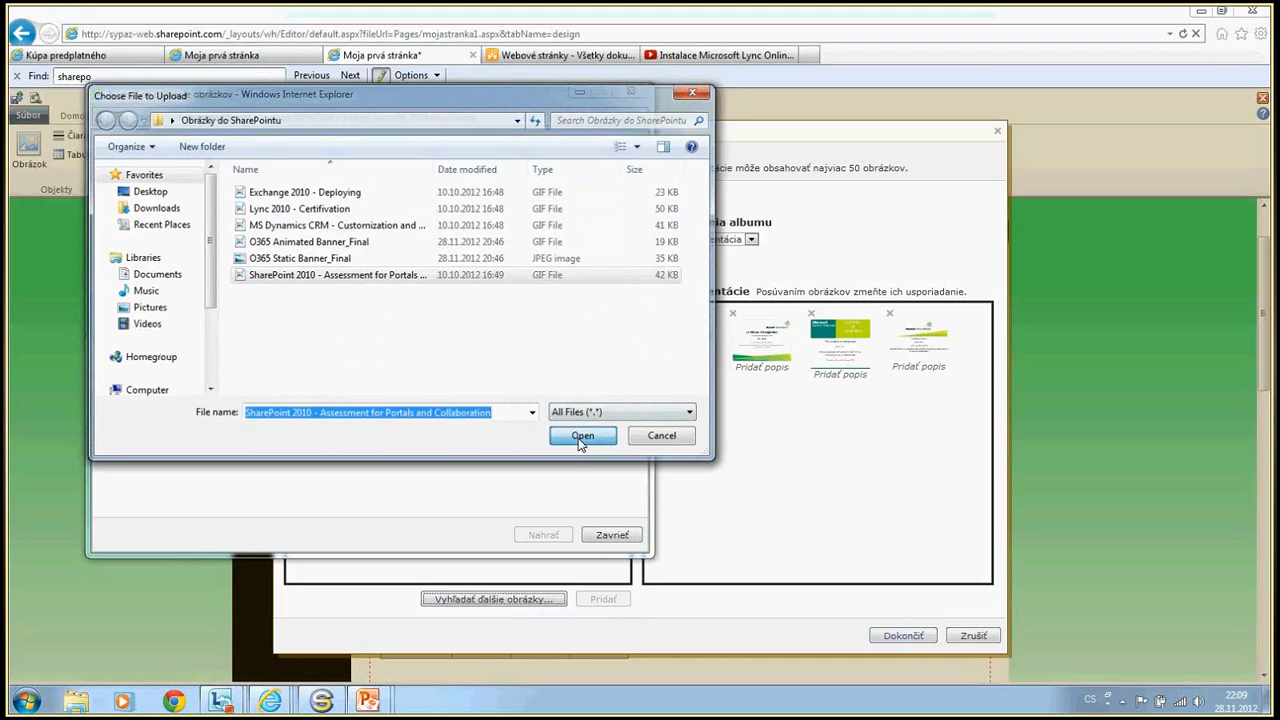 http://sypaz-web.sharepoint.com/_layouts/wh/Editor/default.aspx?fileUrl=Pages/mojastranka1.aspx&tabName=design
Kúpa predplatného
Moja prvá stránka
Moja prvá stránka*
Webové stránky - Všetky doku...
Instalace Microsoft Lync Online...
Find: sharepo
Previous Next Options
Choose File to Upload
obrázkov - Windows Internet Explorer
Súbor
Obrázok
Objekty
Obrázky do SharePointu
Search Obrázky do SharePointu
Organize
New folder
Name Date modified Type Size
Favorites
Desktop
Downloads
Recent Places
Libraries
Documents
Music
Pictures
Videos
Homegroup
Computer
Exchange 2010 - Deploying 10.10.2012 16:48 GIF File 23 KB
Lync 2010 - Certifivation 10.10.2012 16:48 GIF File 50 KB
MS Dynamics CRM - Customization and ... 10.10.2012 16:48 GIF File 41 KB
O365 Animated Banner_Final 28.11.2012 20:46 GIF File 19 KB
O365 Static Banner_Final 28.11.2012 20:46 JPEG image 35 KB
SharePoint 2010 - Assessment for Portals ... 10.10.2012 16:49 GIF File 42 KB
File name: SharePoint 2010 - Assessment for Portals and Collaboration
All Files (*.*)
Open
Cancel
Nahrať
Zavrieť
môže obsahovať najviac 50 obrázkov.
albumu
Posúvaním obrázkov zmeňte ich usporiadanie.
Pridať popis
Pridať popis
Pridať popis
Vyhľadať ďalšie obrázky...
Pridať
Dokončiť
Zrušiť
CS
22:09
28.11.2012